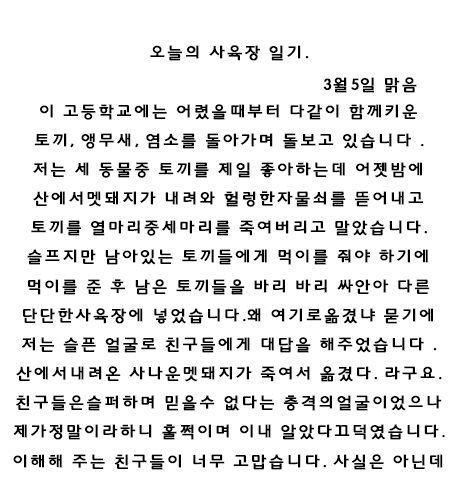 오늘의 사육장 일기.
3월5일 맑음
이 고등학교에는 어렸을때부터 다같이 함께키운
토끼, 앵무새, 염소를 돌아가며 돌보고 있습니다 .
저는 세 동물중 토끼를 제일 좋아하는데 어젯밤에
산에서멧돼지가 내려와 헐렁한자물쇠를 뜯어내고
토끼를 열마리중세마리를 죽여버리고 말았습니다.
슬프지만 남아있는 토끼들에게 먹이를 줘야 하기에
먹이를 준 후 남은 토끼들을 바리 바리 싸안아 다른
단단한사육장에 넣었습니다.왜 여기로옮겼냐 묻기에
저는 슬픈 얼굴로 친구들에게 대답을 해주었습니다 .
산에서내려온 사나운멧돼지가 죽여서 옮겼다. 라구요.
친구들은슬퍼하며 믿을수 없다는 충격의얼굴이었으나
제가정말이라하니 훌쩍이며 이내 알았다끄덕였습니다.
이해해 주는 친구들이 너무 고맙습니다. 사실은 아닌데